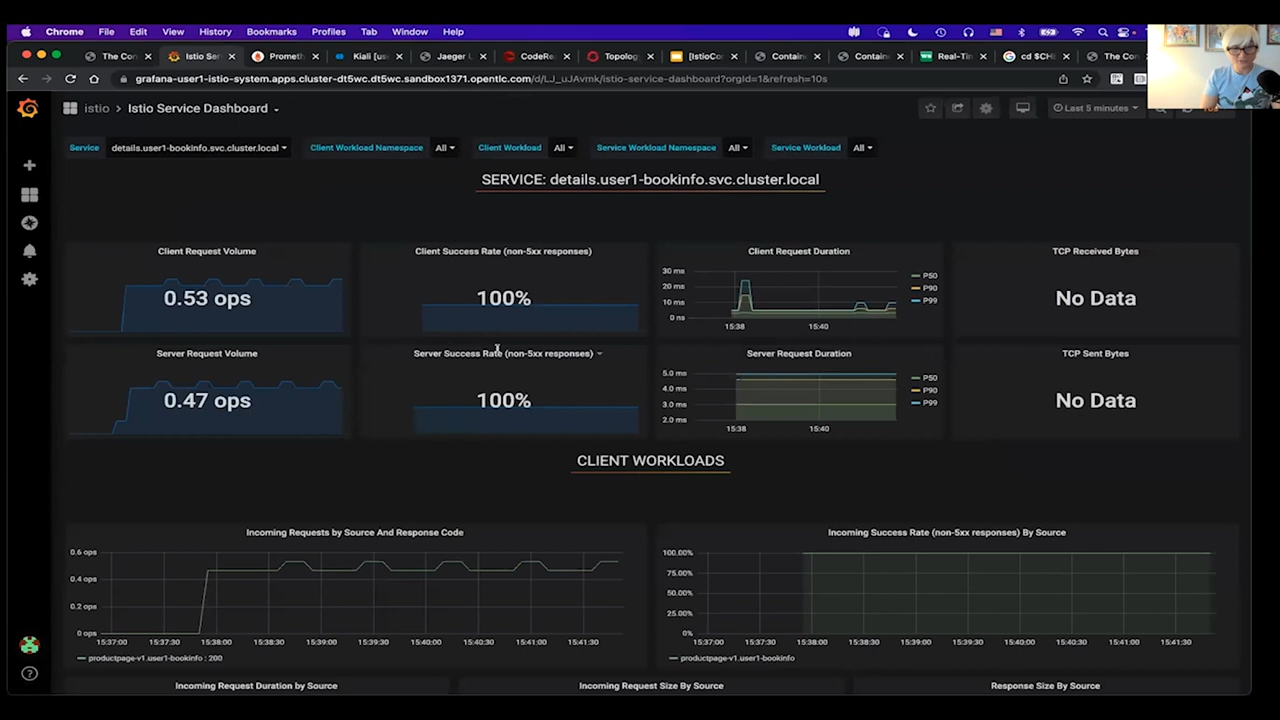 Chrome File Edit View History Bookmarks Profiles Tab Window Help
The Con Istio Ser Prometh Kiali [use Jaeger CodeRe Topolog [IstioCon Contain Contain Real-Tin cd $CHI The Con
grafana-user1-istio-system.apps.cluster-dt5wc.dt5wc.sandbox1371.opentlc.com/d/LJ_uJAvmk/istio-service-dashboard?orgId=1&refresh=10s
istio > Istio Service Dashboard Last 5 minutes 10s
Service details.user1-bookinfo.svc.cluster.local Client Workload Namespace All Client Workload All Service Workload Namespace All Service Workload All
SERVICE: details.user1-bookinfo.svc.cluster.local
Client Request Volume
0.53 ops
Client Success Rate (non-5xx responses)
100%
Client Request Duration
30 ms
20 ms
10 ms
0 ns
15:38 15:40
P50
P90
P99
TCP Received Bytes
No Data
Server Request Volume
0.47 ops
Server Success Rate (non-5xx responses)
100%
Server Request Duration
5.0 ms
4.0 ms
3.0 ms
2.0 ms
15:38 15:40
P50
P90
P99
TCP Sent Bytes
No Data
CLIENT WORKLOADS
Incoming Requests by Source And Response Code
0.6 ops
0.4 ops
0.2 ops
0 ops
15:37:00 15:37:30 15:38:00 15:38:30 15:39:00 15:39:30 15:40:00 15:40:30 15:41:00 15:41:30
productpage-v1.user1-bookinfo : 200
Incoming Success Rate (non-5xx responses) By Source
100.00%
75.00%
50.00%
25.00%
0%
15:37:00 15:37:30 15:38:00 15:38:30 15:39:00 15:39:30 15:40:00 15:40:30 15:41:00 15:41:30
productpage-v1.user1-bookinfo
Incoming Request Duration by Source Incoming Request Size By Source Response Size By Source